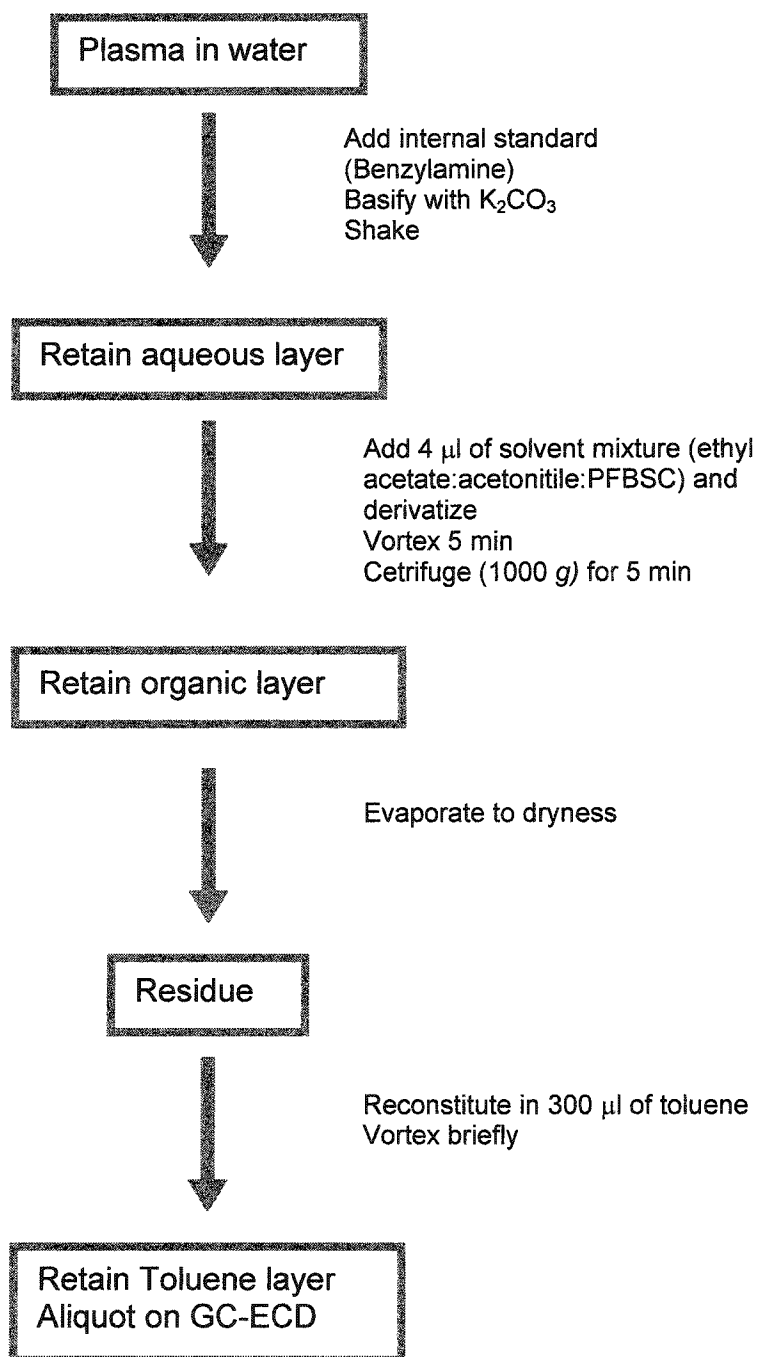 Plasma in water
Add internal standard
(Benzylamine)
Basify with K₂CO₃
Shake
Retain aqueous layer
Add 4 µl of solvent mixture (ethyl
acetate:acetonitile:PFBSC) and
derivatize
Vortex 5 min
Cetrifuge (1000 g) for 5 min
Retain organic layer
Evaporate to dryness
Residue
Reconstitute in 300 µl of toluene
Vortex briefly
Retain Toluene layer
Aliquot on GC-ECD